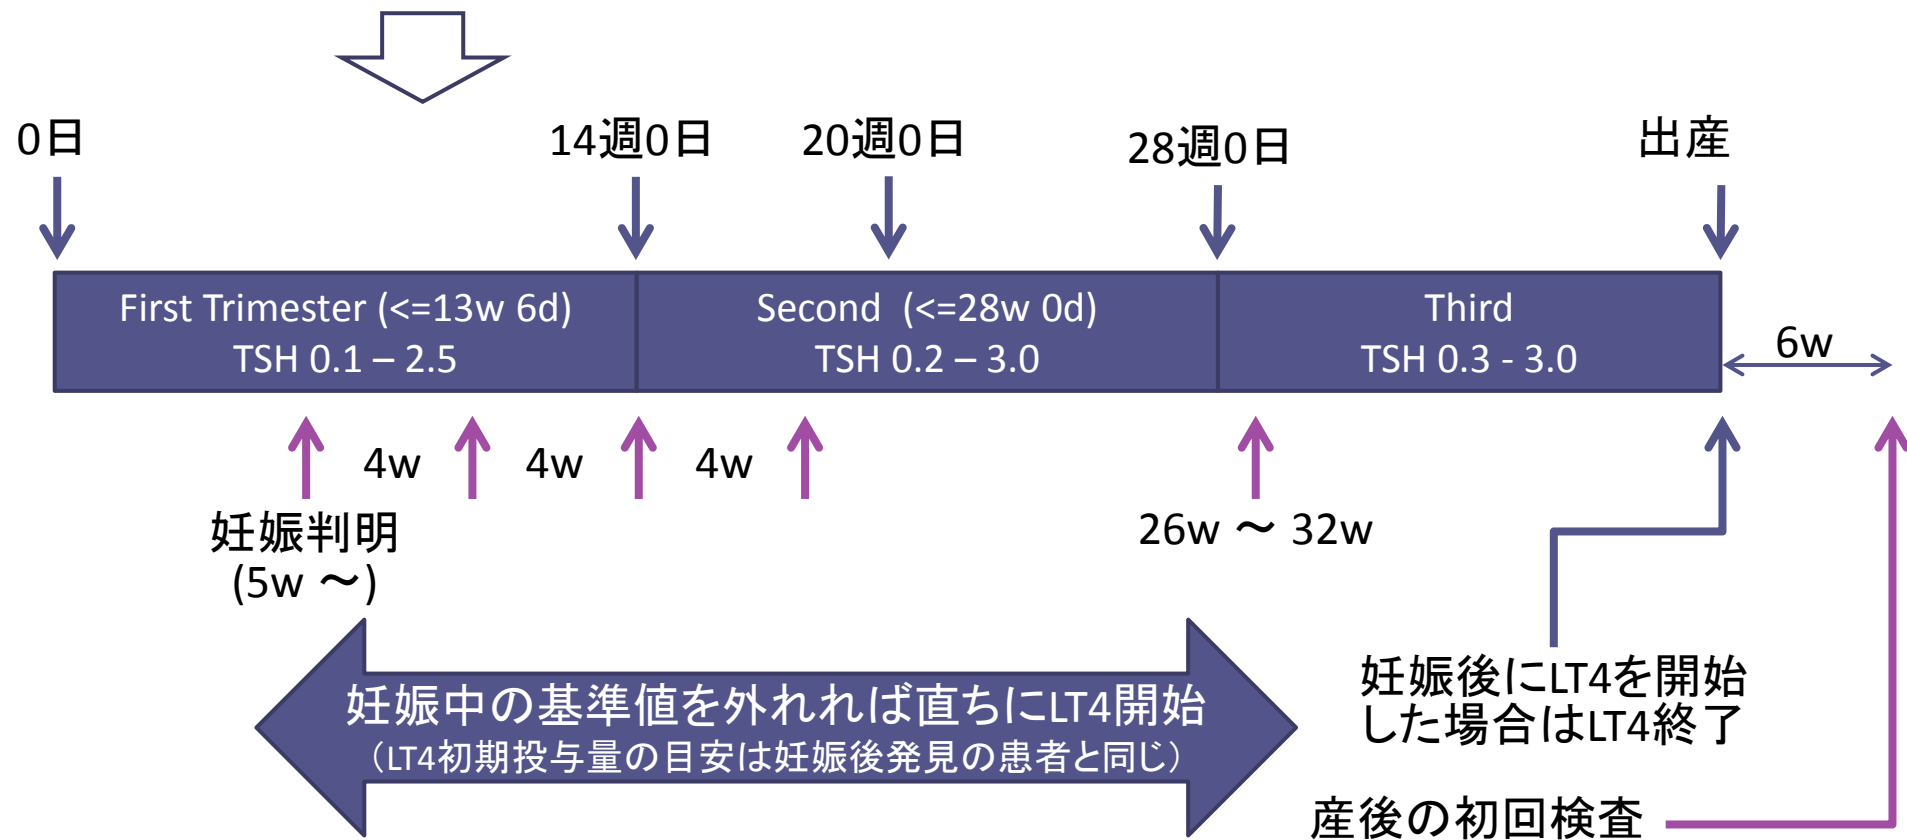 0日
14週0日
20週0日
28週0日
出産
First Trimester (<=13w 6d)
TSH 0.1 – 2.5
Second (<=28w 0d)
TSH 0.2 – 3.0
Third
TSH 0.3 - 3.0
6w
4w
4w
4w
妊娠判明
(5w ～)
26w ～ 32w
妊娠中の基準値を外れれば直ちにLT4開始
（LT4初期投与量の目安は妊娠後発見の患者と同じ）
妊娠後にLT4を開始
した場合はLT4終了
産後の初回検査